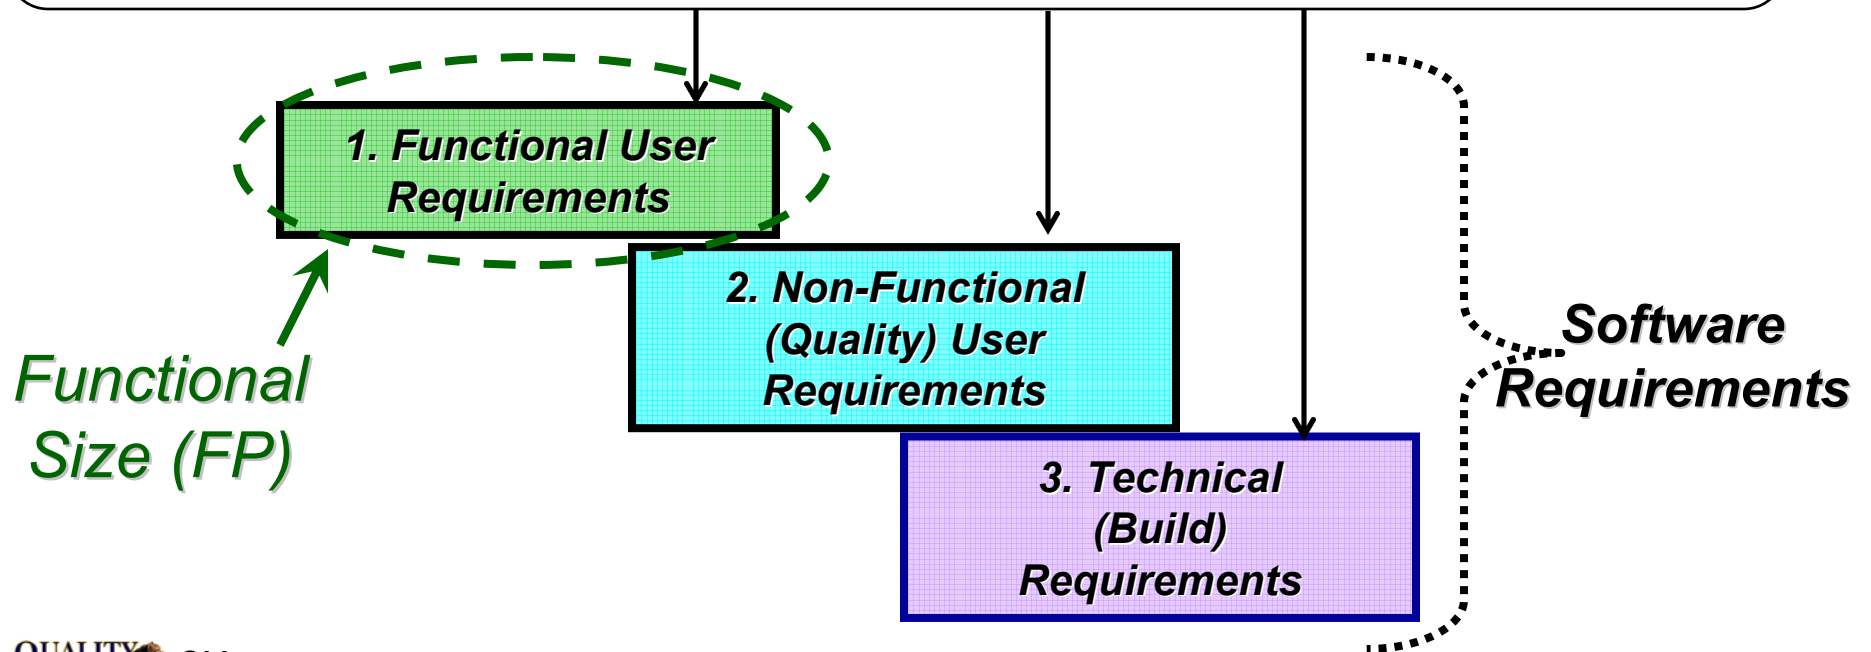 1. Functional User
Requirements
2. Non-Functional
(Quality) User
Requirements
Functional
Size (FP)
Software
Requirements
3. Technical
(Build)
Requirements
QUALITY